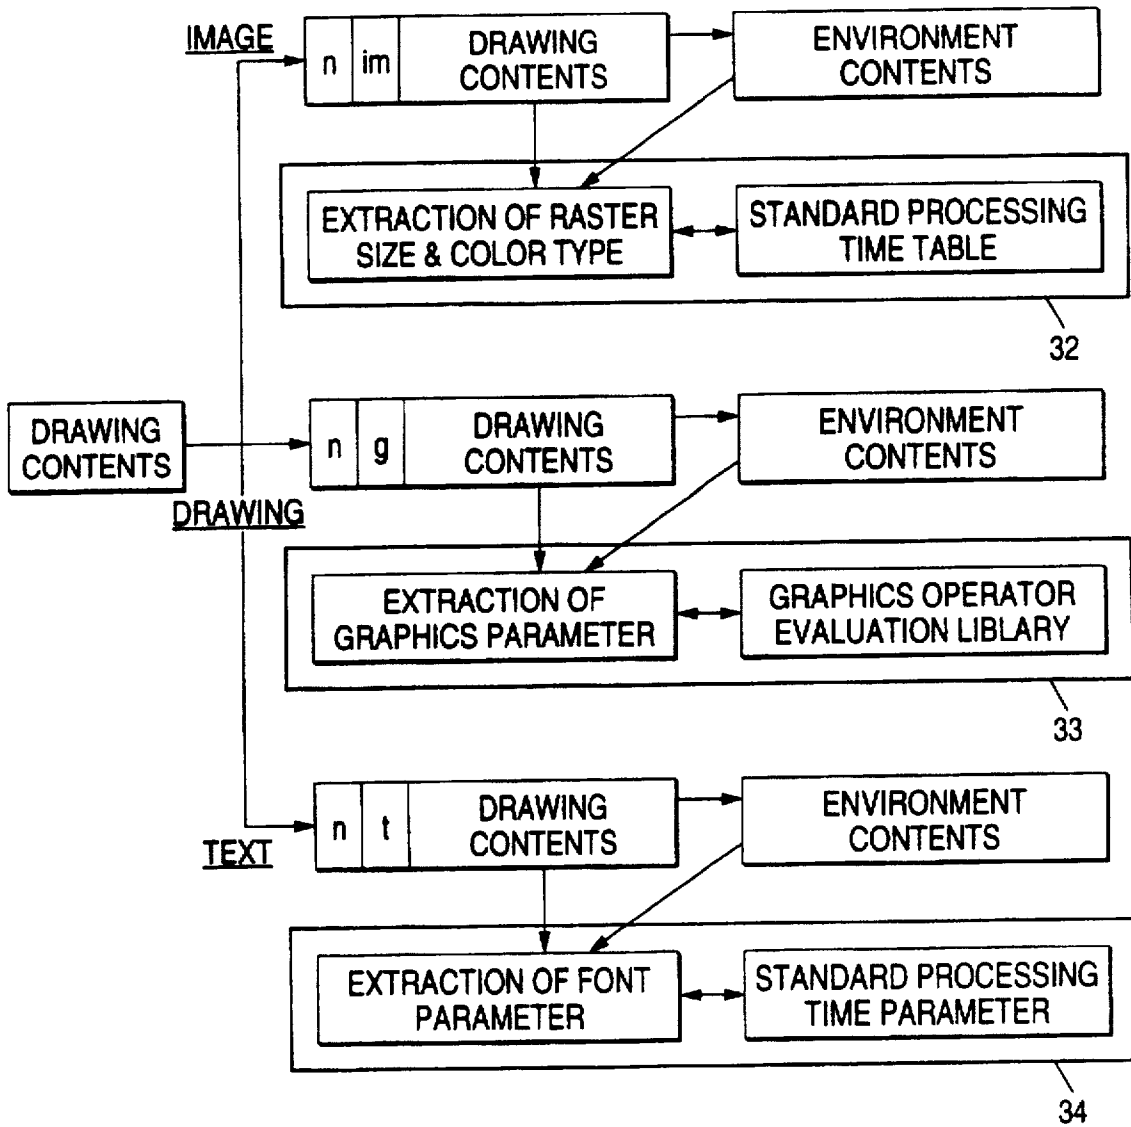 IMAGE
n im DRAWING CONTENTS
ENVIRONMENT CONTENTS
EXTRACTION OF RASTER SIZE & COLOR TYPE
STANDARD PROCESSING TIME TABLE
32
DRAWING CONTENTS
DRAWING
n g DRAWING CONTENTS
ENVIRONMENT CONTENTS
EXTRACTION OF GRAPHICS PARAMETER
GRAPHICS OPERATOR EVALUATION LIBLARY
33
TEXT
n t DRAWING CONTENTS
ENVIRONMENT CONTENTS
EXTRACTION OF FONT PARAMETER
STANDARD PROCESSING TIME PARAMETER
34